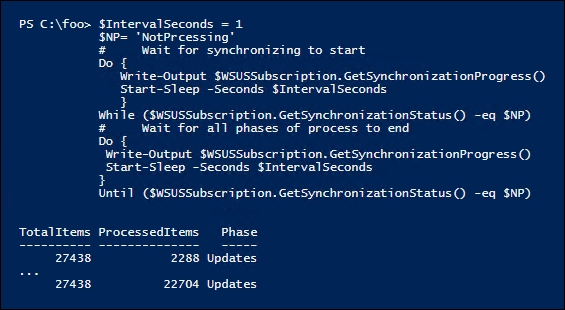 PS C:\foo> $IntervalSeconds = 1
$NP= 'NotPrcessing'
#     Wait for synchronizing to start
Do {
Write-Output $WSUSSubscription.GetSynchronizationProgress()
Start-Sleep -Seconds $IntervalSeconds
}
While ($WSUSSubscription.GetSynchronizationStatus() -eq $NP)
#     Wait for all phases of process to end
Do {
Write-Output $WSUSSubscription.GetSynchronizationProgress()
Start-Sleep -Seconds $IntervalSeconds
}
Until ($WSUSSubscription.GetSynchronizationStatus() -eq $NP)
TotalItems ProcessedItems   Phase
---------- --------------   -----
27438           2288 Updates
...
27438          22704 Updates